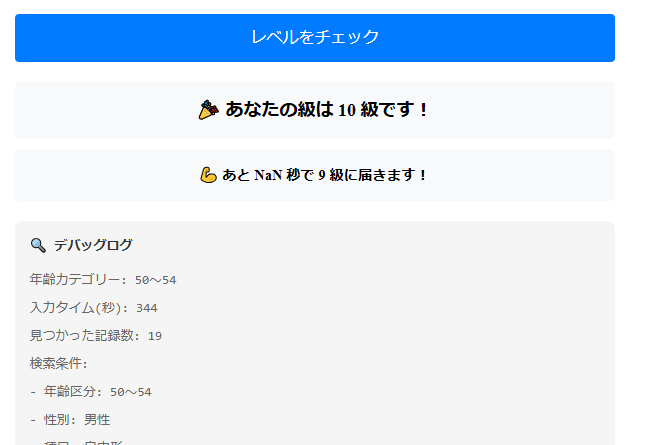 レベルをチェック
🎉 あなたの級は 10 級です！
💪 あと NaN 秒で 9 級に届きます！
🔍 デバッグログ
年齢カテゴリー: 50～54
入力タイム(秒): 344
見つかった記録数: 19
検索条件:
- 年齢区分: 50～54
- 性別: 男性